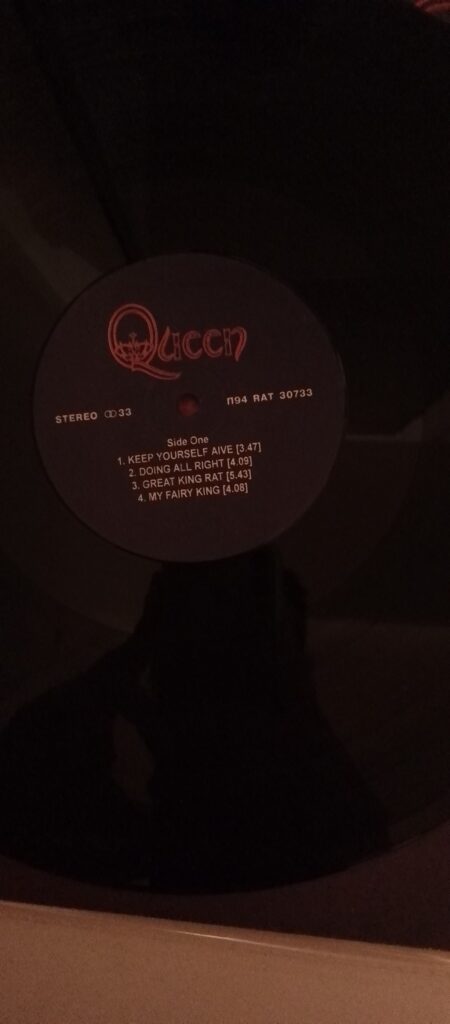 Queen
STEREO ꝏ 33
П94 RAT 30733
Side One
1. KEEP YOURSELF AIVE [3.47]
2. DOING ALL RIGHT [4.09]
3. GREAT KING RAT [5.43]
4. MY FAIRY KING [4.08]